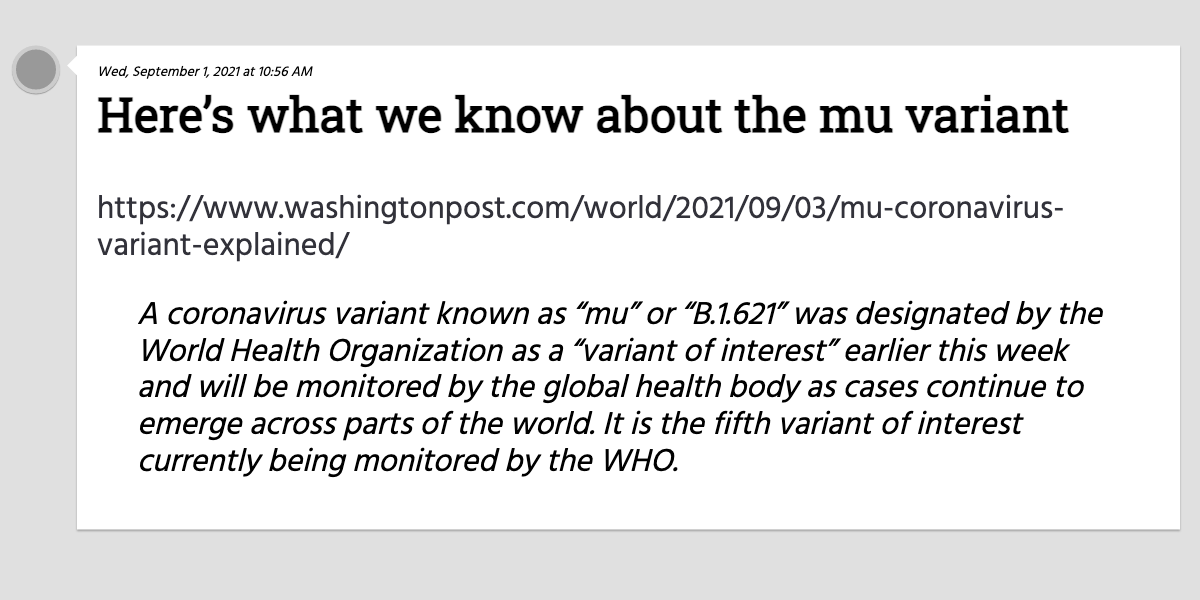 Wed, September 1, 2021 at 10:56 AM
Here’s what we know about the mu variant
https://www.washingtonpost.com/world/2021/09/03/mu-coronavirus-
variant-explained/
A coronavirus variant known as “mu” or “B.1.621” was designated by the
World Health Organization as a “variant of interest” earlier this week
and will be monitored by the global health body as cases continue to
emerge across parts of the world. It is the fifth variant of interest
currently being monitored by the WHO.